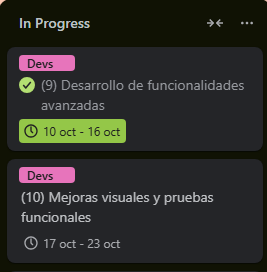 In Progress
Devs
(9) Desarrollo de funcionalidades
avanzadas
10 oct - 16 oct
Devs
(10) Mejoras visuales y pruebas
funcionales
17 oct - 23 oct